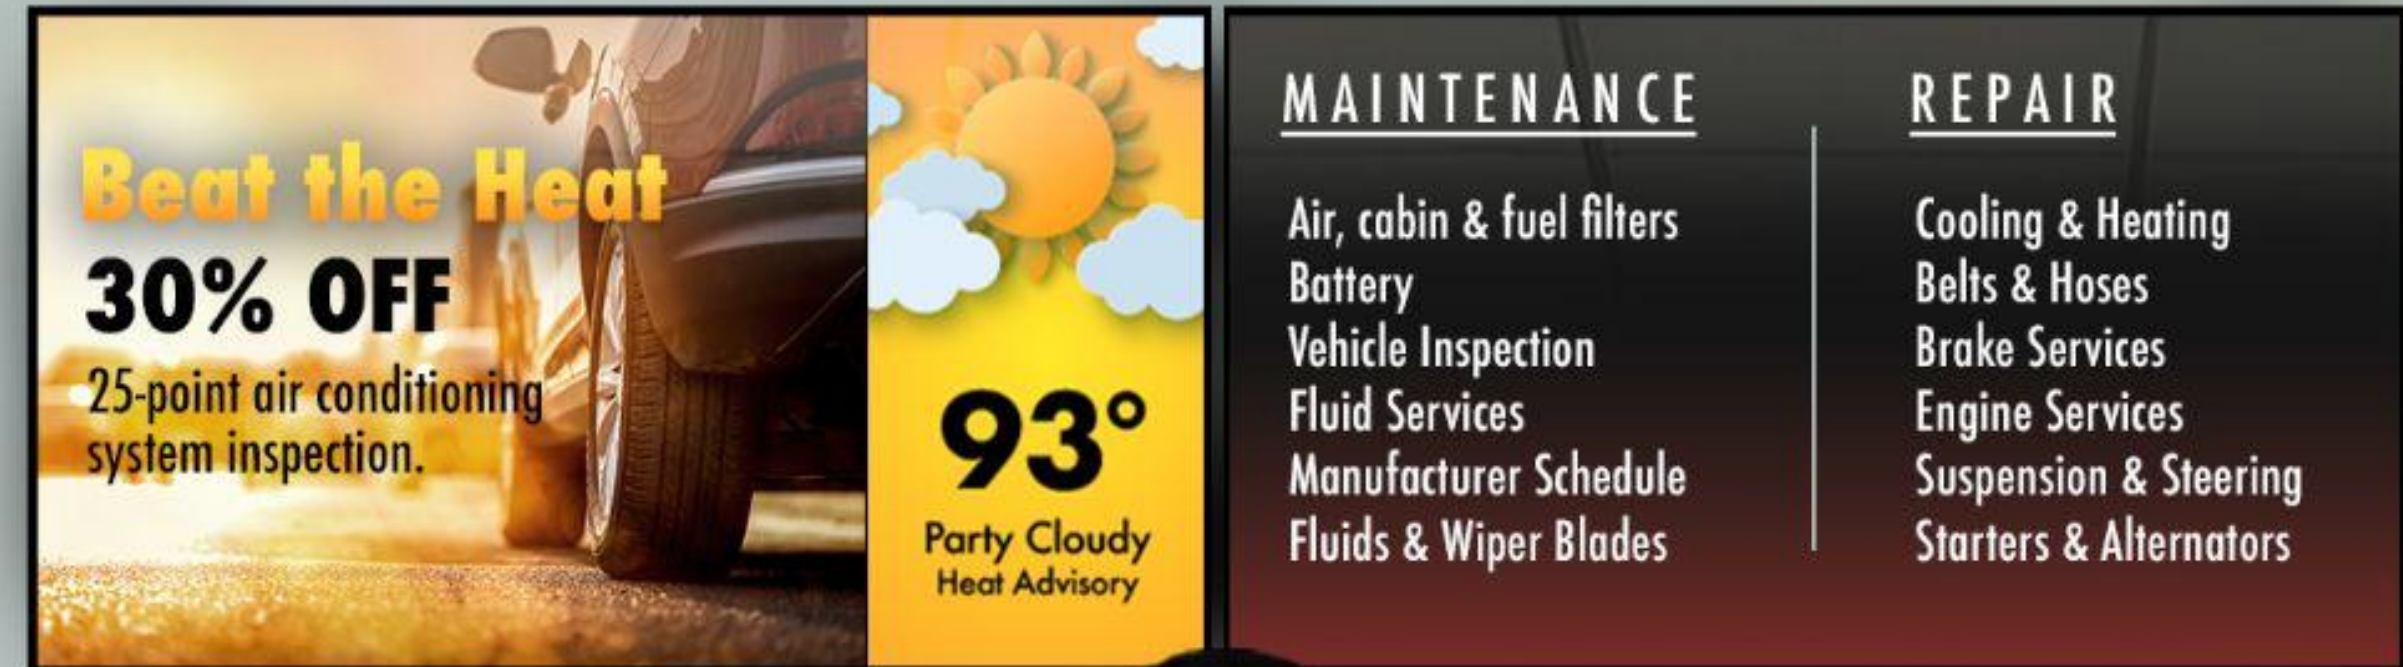 Beat the Heat
30% OFF
25-point air conditioning
system inspection.
93°
Party Cloudy
Heat Advisory
MAINTENANCE
Air, cabin & fuel filters
Battery
Vehicle Inspection
Fluid Services
Manufacturer Schedule
Fluids & Wiper Blades
REPAIR
Cooling & Heating
Belts & Hoses
Brake Services
Engine Services
Suspension & Steering
Starters & Alternators